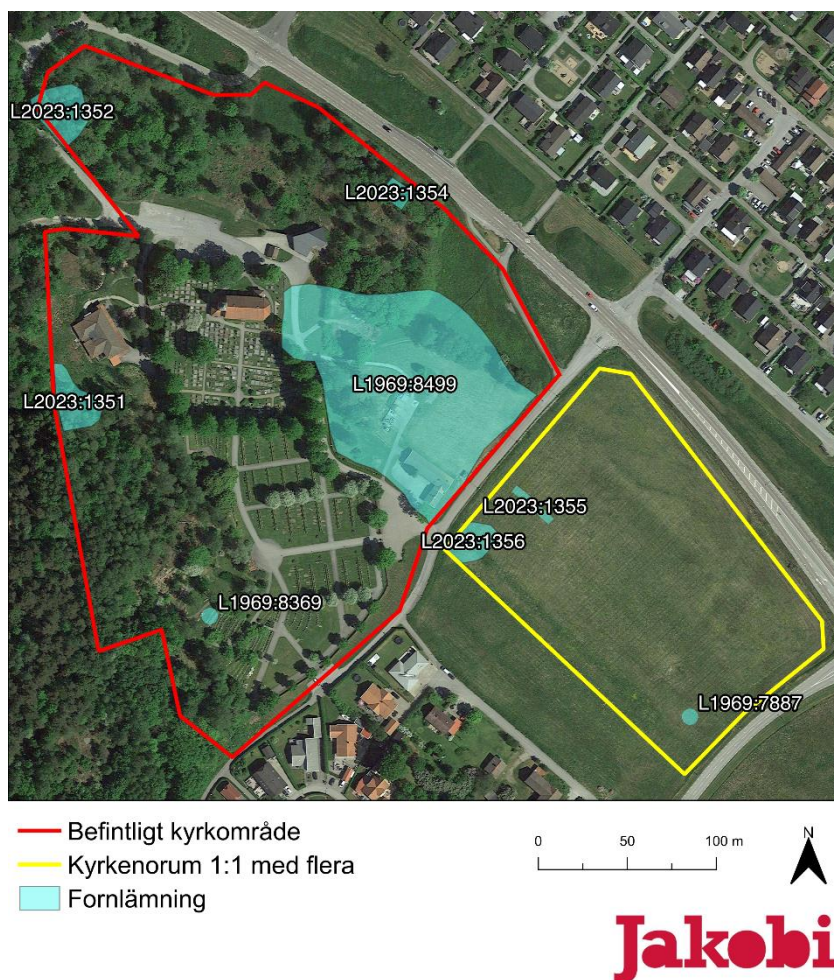 L2023:1352
L2023:1354
L1969:8499
L2023:1351
L2023:1355
L2023:1356
L1969:8369
L1969:7887
Befintligt kyrkområde
Kyrkenorum 1:1 med flera
Fornlämning
0 50 100 m
N
Jakobi